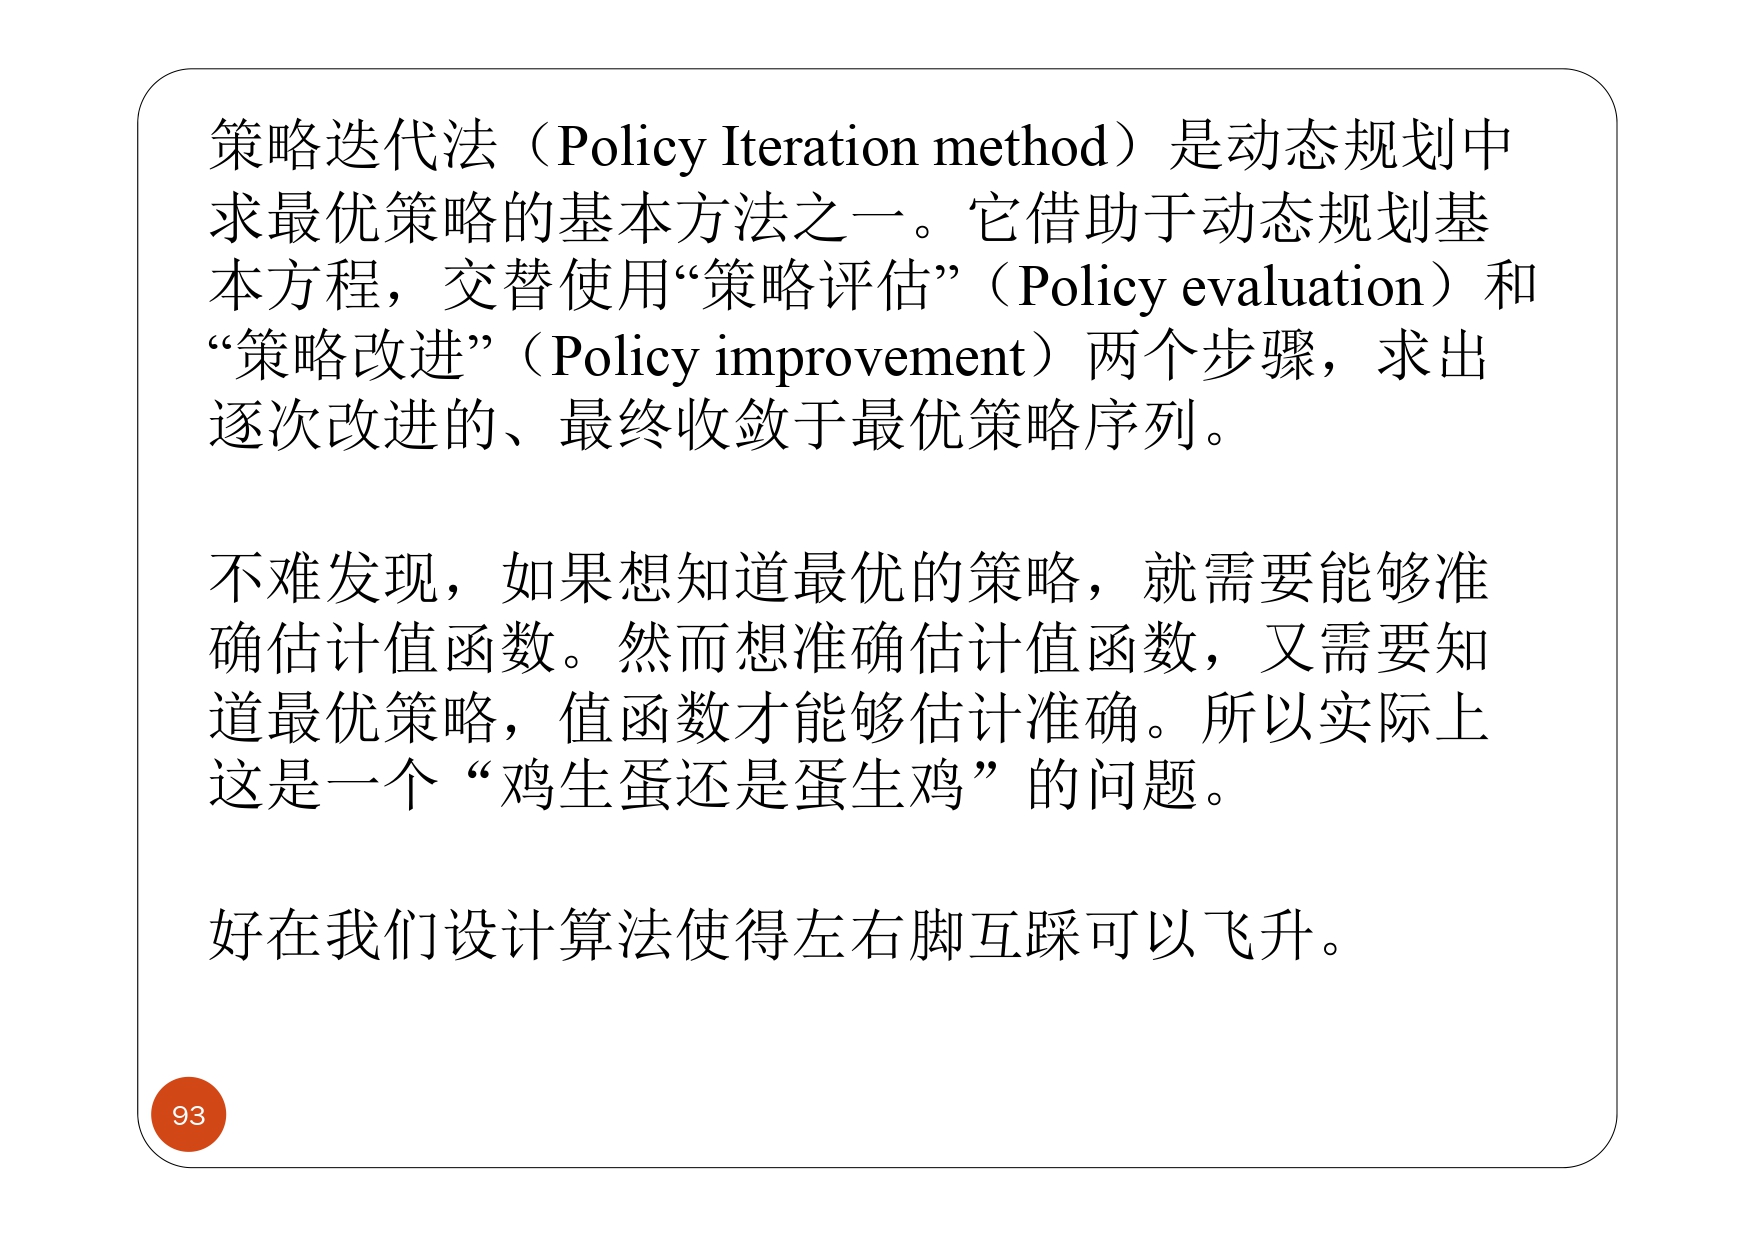 策略迭代法（Policy Iteration method）是动态规划中
求最优策略的基本方法之一。它借助于动态规划基
本方程，交替使用“策略评估”（Policy evaluation）和
“策略改进”（Policy improvement）两个步骤，求出
逐次改进的、最终收敛于最优策略序列。
不难发现，如果想知道最优的策略，就需要能够准
确估计值函数。然而想准确估计值函数，又需要知
道最优策略，值函数才能够估计准确。所以实际上
这是一个“鸡生蛋还是蛋生鸡”的问题。
好在我们设计算法使得左右脚互踩可以飞升。
93